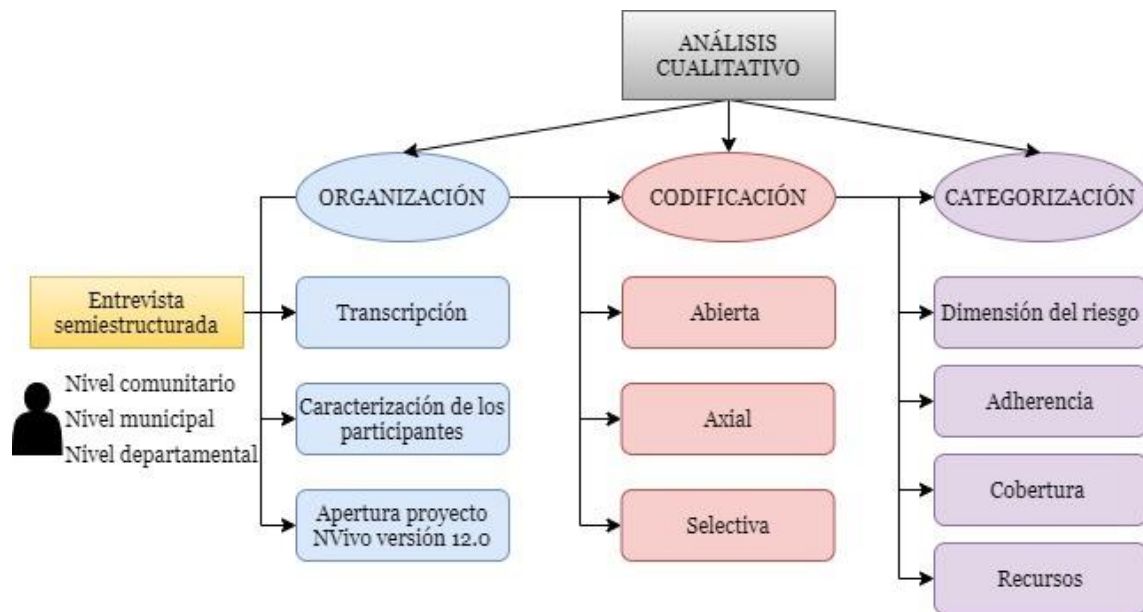 ANÁLISIS
CUALITATIVO
ORGANIZACIÓN
CODIFICACIÓN
CATEGORIZACIÓN
Entrevista
semiestructurada
Nivel comunitario
Nivel municipal
Nivel departamental
Transcripción
Caracterización de los
participantes
Apertura proyecto
NVivo versión 12.0
Abierta
Axial
Selectiva
Dimensión del riesgo
Adherencia
Cobertura
Recursos